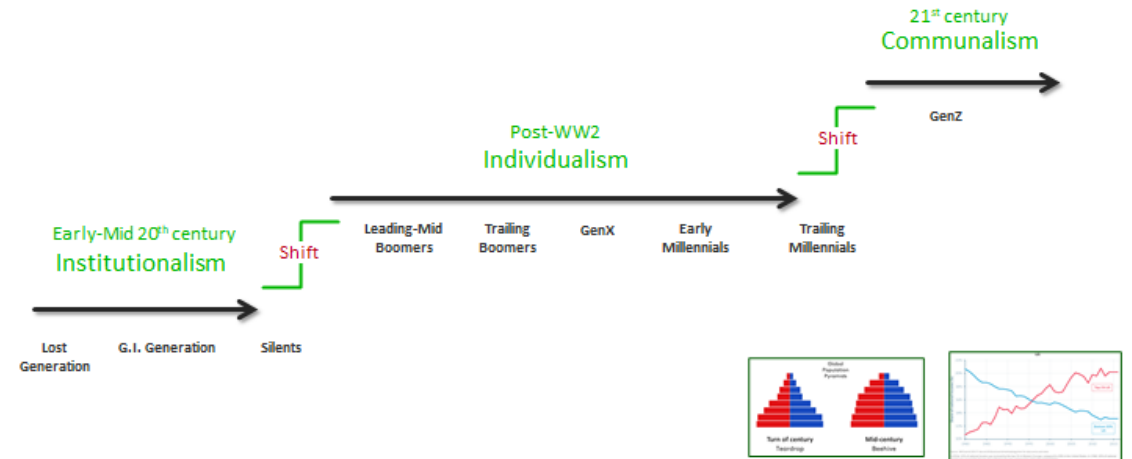 21st century
Communalism
GenZ
Shift
Post-WW2
Individualism
Leading-Mid
Boomers
Trailing
Boomers
GenX
Early
Millennials
Trailing
Millennials
Early-Mid 20th century
Institutionalism
Shift
Lost
Generation
G.I. Generation
Silents
Global
Population
Pyramids
Turn of century
Teardrop
Mid-century
Beehive